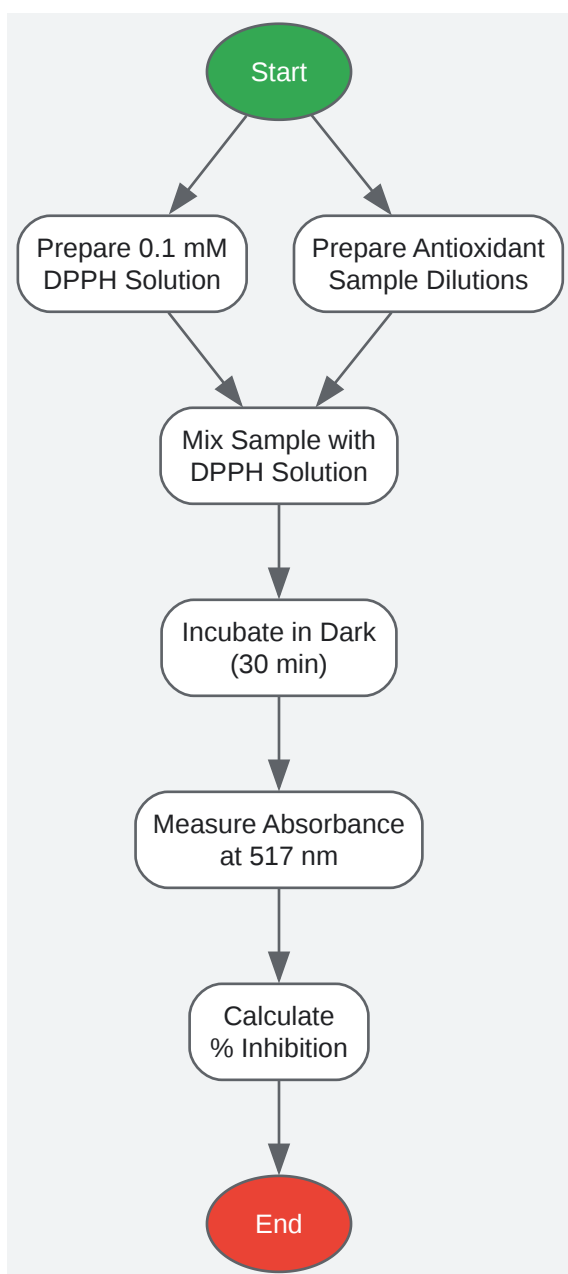 Start
Prepare 0.1 mM
DPPH Solution
Prepare Antioxidant
Sample Dilutions
Mix Sample with
DPPH Solution
Incubate in Dark
(30 min)
Measure Absorbance
at 517 nm
Calculate
% Inhibition
End